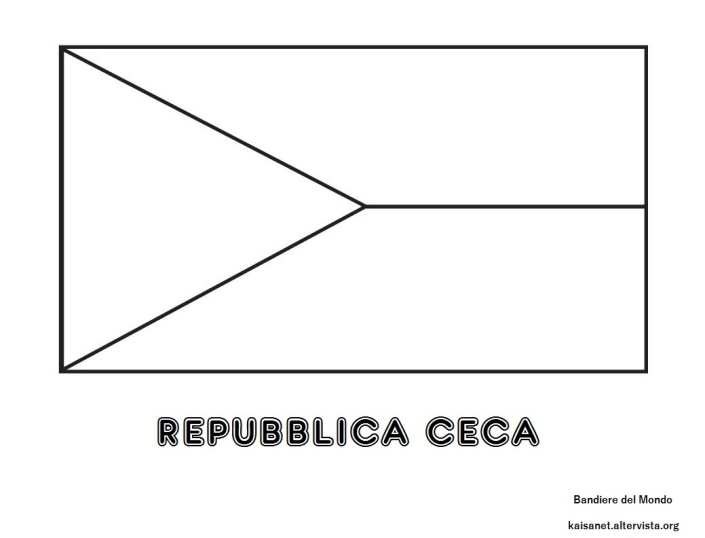 REPUBBLICA CECA
Bandiere del Mondo
kaisanet.altervista.org